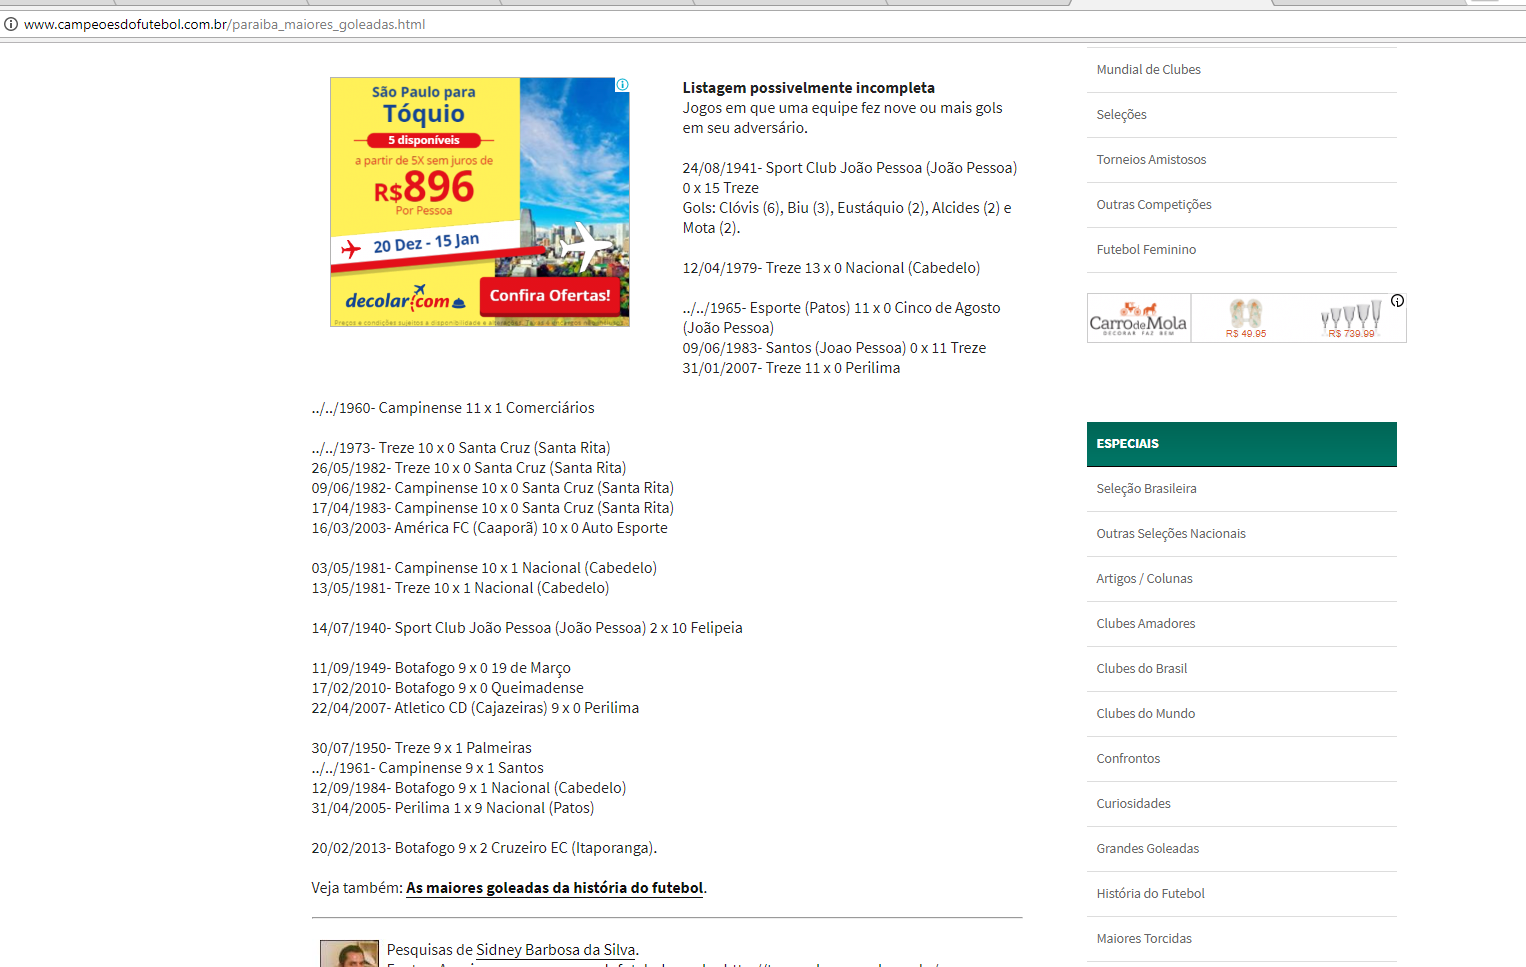 www.campeoesdofutebol.com.br/paraiba_maiores_goleadas.html
São Paulo para
Tóquio
5 disponíveis
a partir de 5X sem juros de
R$896
Por Pessoa
20 Dez - 15 Jan
decolar.com
Confira Ofertas!
Listagem possivelmente incompleta
Jogos em que uma equipe fez nove ou mais gols
em seu adversário.
24/08/1941- Sport Club João Pessoa (João Pessoa)
0 x 15 Treze
Gols: Clóvis (6), Biu (3), Eustáquio (2), Alcides (2) e
Mota (2).
12/04/1979- Treze 13 x 0 Nacional (Cabedelo)
../../1965- Esporte (Patos) 11 x 0 Cinco de Agosto
(João Pessoa)
09/06/1983- Santos (Joao Pessoa) 0 x 11 Treze
31/01/2007- Treze 11 x 0 Perilima
../../1960- Campinense 11 x 1 Comerciários
../../1973- Treze 10 x 0 Santa Cruz (Santa Rita)
26/05/1982- Treze 10 x 0 Santa Cruz (Santa Rita)
09/06/1982- Campinense 10 x 0 Santa Cruz (Santa Rita)
17/04/1983- Campinense 10 x 0 Santa Cruz (Santa Rita)
16/03/2003- América FC (Caaporã) 10 x 0 Auto Esporte
03/05/1981- Campinense 10 x 1 Nacional (Cabedelo)
13/05/1981- Treze 10 x 1 Nacional (Cabedelo)
14/07/1940- Sport Club João Pessoa (João Pessoa) 2 x 10 Felipeia
11/09/1949- Botafogo 9 x 0 19 de Março
17/02/2010- Botafogo 9 x 0 Queimadense
22/04/2007- Atletico CD (Cajazeiras) 9 x 0 Perilima
30/07/1950- Treze 9 x 1 Palmeiras
../../1961- Campinense 9 x 1 Santos
12/09/1984- Botafogo 9 x 1 Nacional (Cabedelo)
31/04/2005- Perilima 1 x 9 Nacional (Patos)
20/02/2013- Botafogo 9 x 2 Cruzeiro EC (Itaporanga).
Veja também: As maiores goleadas da história do futebol.
Pesquisas de Sidney Barbosa da Silva.
Mundial de Clubes
Seleções
Torneios Amistosos
Outras Competições
Futebol Feminino
Carro de Mola
DECORAR FAZ BEM
R$ 49.95
R$ 739.99
ESPECIAIS
Seleção Brasileira
Outras Seleções Nacionais
Artigos / Colunas
Clubes Amadores
Clubes do Brasil
Clubes do Mundo
Confrontos
Curiosidades
Grandes Goleadas
História do Futebol
Maiores Torcidas